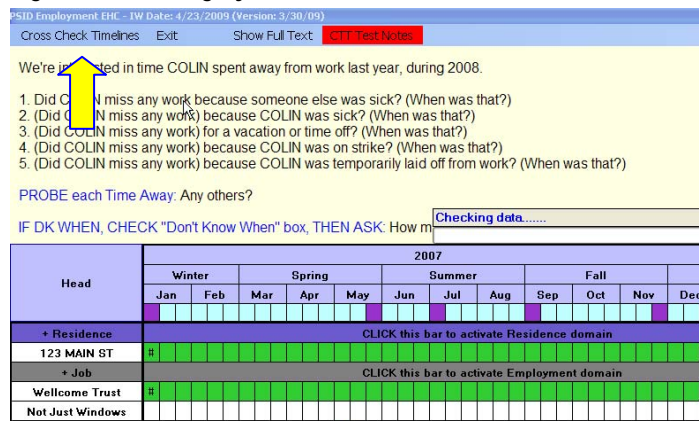 PSID Employment EHC - IW Date: 4/23/2009 (Version: 3/30/09)
Cross Check Timelines Exit Show Full Text CTT Test Notes
We're in time COLIN spent away from work last year, during 2008.
1. Did any work because someone else was sick? (When was that?)
2. (Did miss any work) because COLIN was sick? (When was that?)
3. (Did COLIN miss any work) for a vacation or time off? (When was that?)
4. (Did COLIN miss any work) because COLIN was on strike? (When was that?)
5. (Did COLIN miss any work) because COLIN was temporarily laid off from work? (When was that?)
PROBE each Time Away: Any others?
IF DK WHEN, CHECK "Don't Know When" box, THEN ASK: How m
Checking data.......
Head
2007
Winter Spring Summer Fall
Jan Feb Mar Apr May Jun Jul Aug Sep Oct Nov Dec
+ Residence CLICK this bar to activate Residence domain
123 MAIN ST #
+ Job CLICK this bar to activate Employment domain
Wellcome Trust #
Not Just Windows